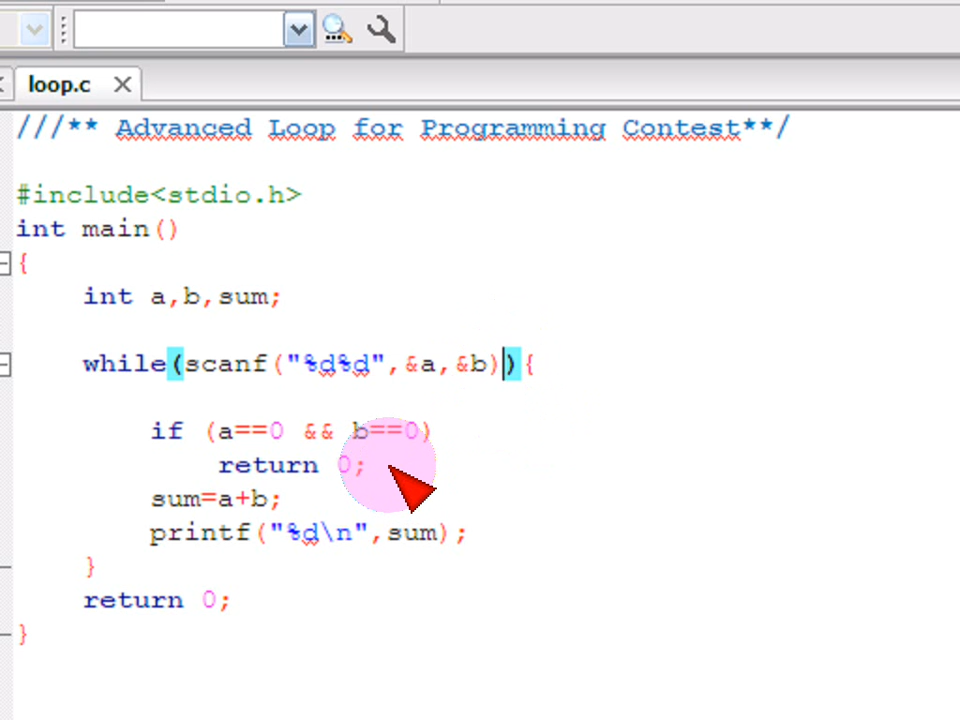 loop.c
///** Advanced Loop for Programming Contest**/
#include<stdio.h>
int main()
{
int a,b,sum;
while(scanf("%d%d",&a,&b)){
if (a==0 && b==0)
return 0;
sum=a+b;
printf("%d\n",sum);
}
return 0;
}